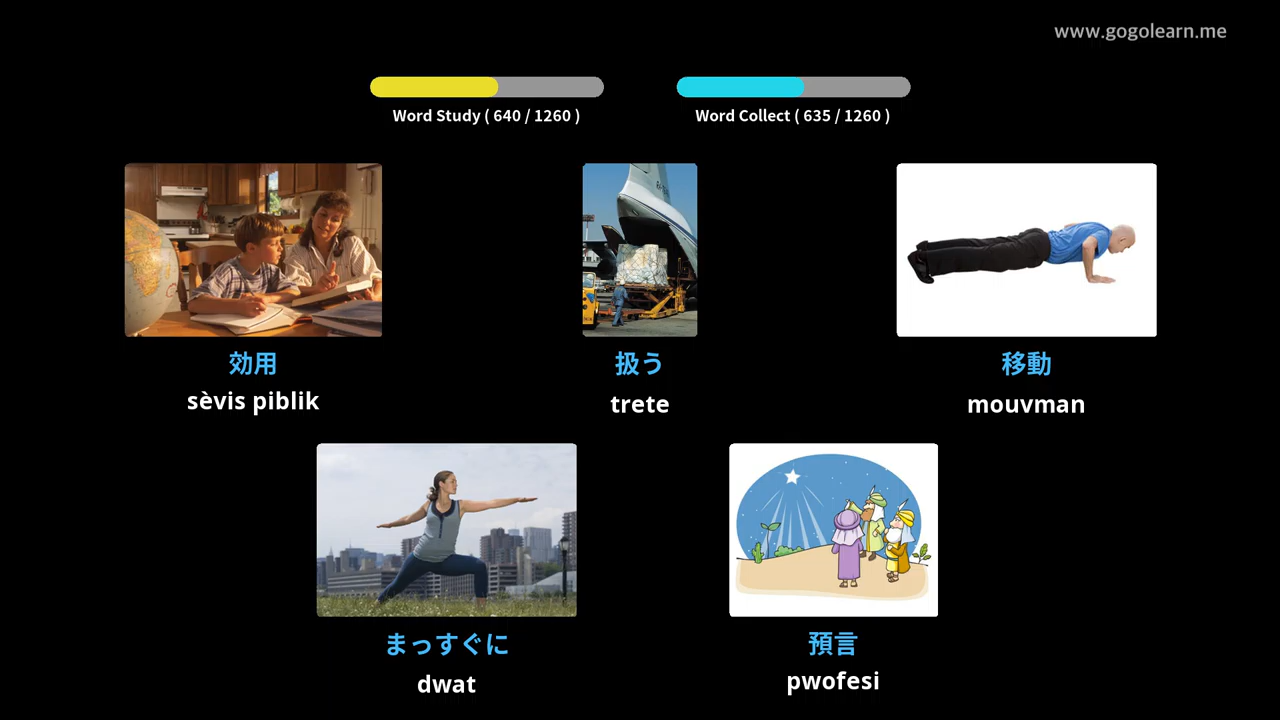 www.gogolearn.me
Word Study ( 640 / 1260 )
Word Collect ( 635 / 1260 )
効用
sèvis piblik
扱う
trete
移動
mouvman
まっすぐに
dwat
預言
pwofesi